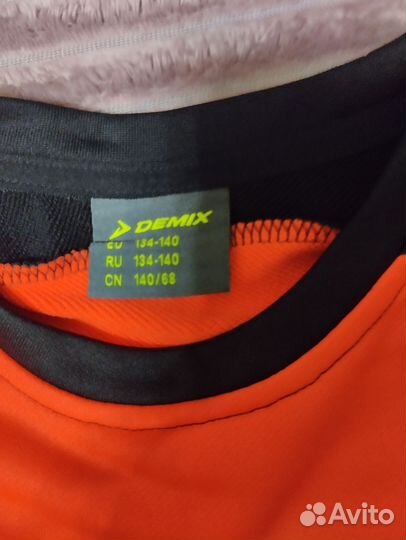 DEMIX
EU 134-140
RU 134-140
CN 140/68
Avito